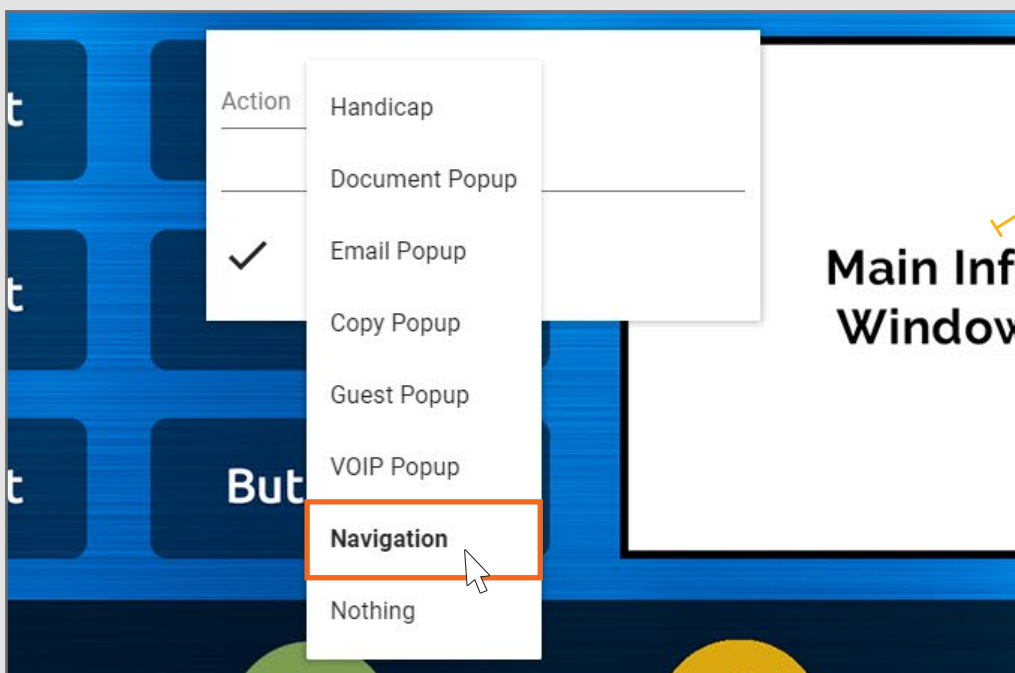 Action
Handicap
Document Popup
Email Popup
Copy Popup
Guest Popup
VOIP Popup
Navigation
Nothing
t
t
t
But
Main Inf
Window